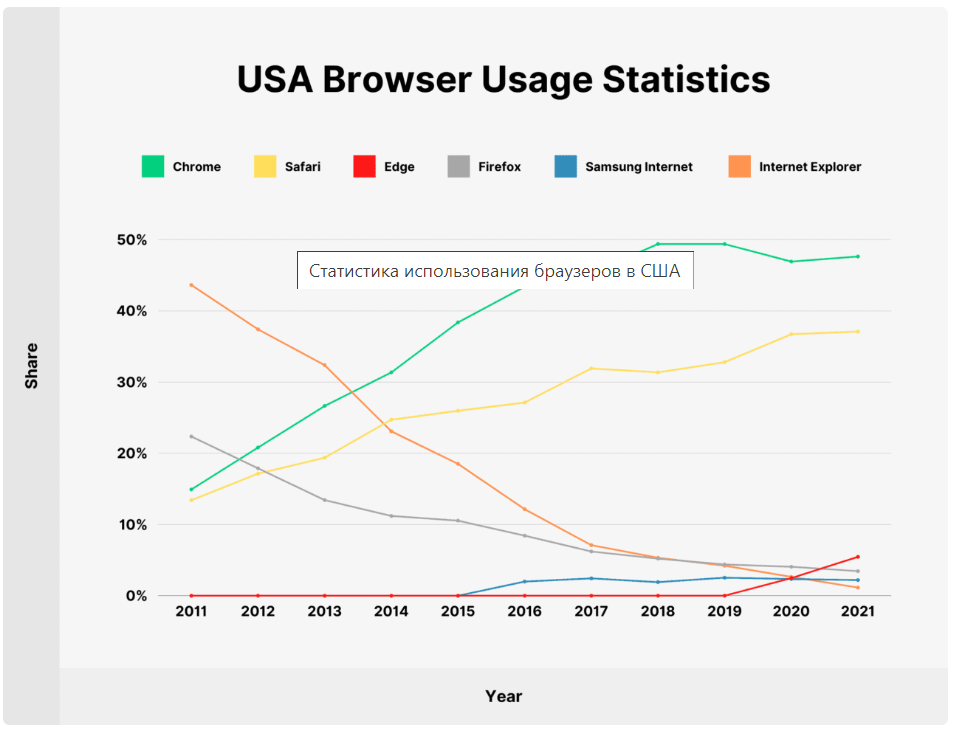 USA Browser Usage Statistics
Chrome Safari Edge Firefox Samsung Internet Internet Explorer
50%
Статистика использования браузеров в США
40%
Share
30%
20%
10%
0%
2011 2012 2013 2014 2015 2016 2017 2018 2019 2020 2021
Year